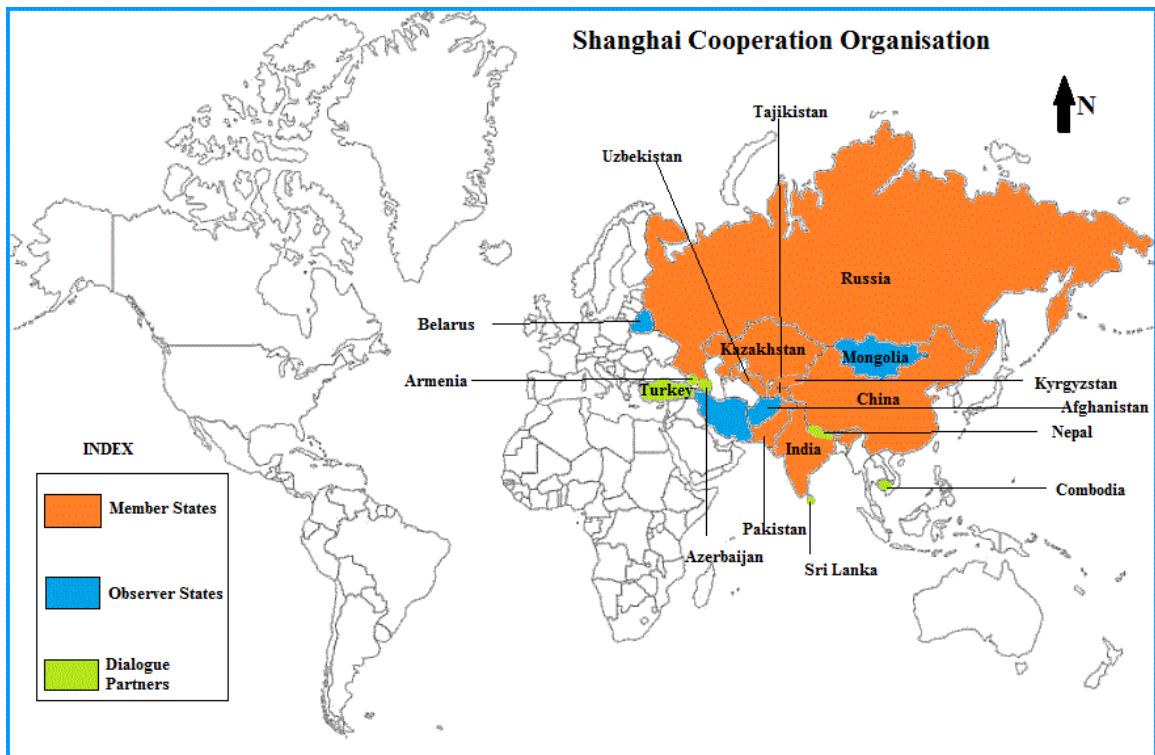 Shanghai Cooperation Organisation
N
Tajikistan
Uzbekistan
Russia
Belarus
Kazakhstan
Mongolia
Armenia
Turkey
Kyrgyzstan
China
Afghanistan
Nepal
India
INDEX
Member States
Combodia
Pakistan
Azerbaijan
Sri Lanka
Observer States
Dialogue
Partners